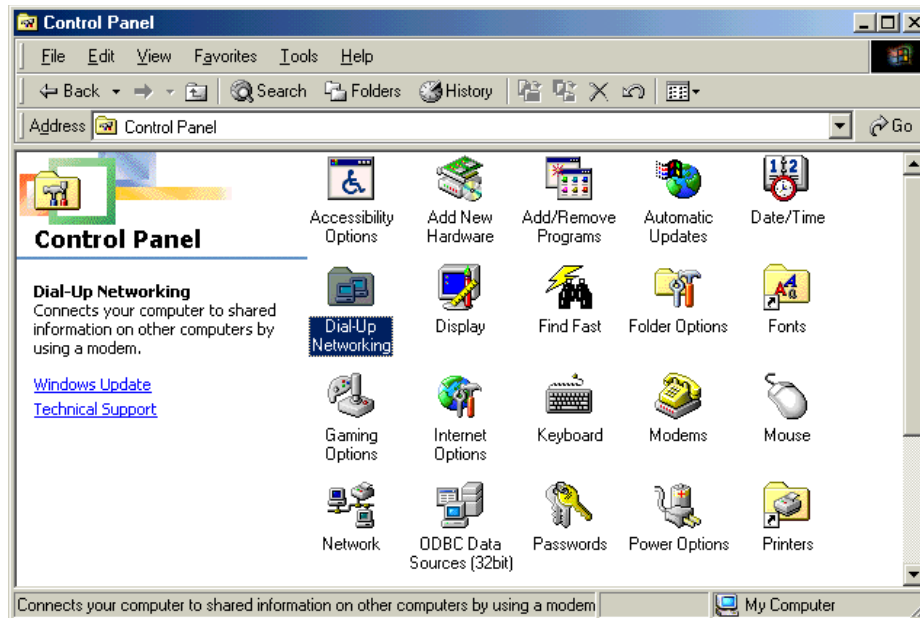 Control Panel
File Edit View Favorites Tools Help
Back Search Folders History
Address Control Panel Go
Control Panel
Dial-Up Networking
Connects your computer to shared
information on other computers by
using a modem.
Windows Update
Technical Support
Accessibility Options
Add New Hardware
Add/Remove Programs
Automatic Updates
Date/Time
Dial-Up Networking
Display
Find Fast
Folder Options
Fonts
Gaming Options
Internet Options
Keyboard
Modems
Mouse
Network
ODBC Data Sources (32bit)
Passwords
Power Options
Printers
Connects your computer to shared information on other computers by using a modem
My Computer